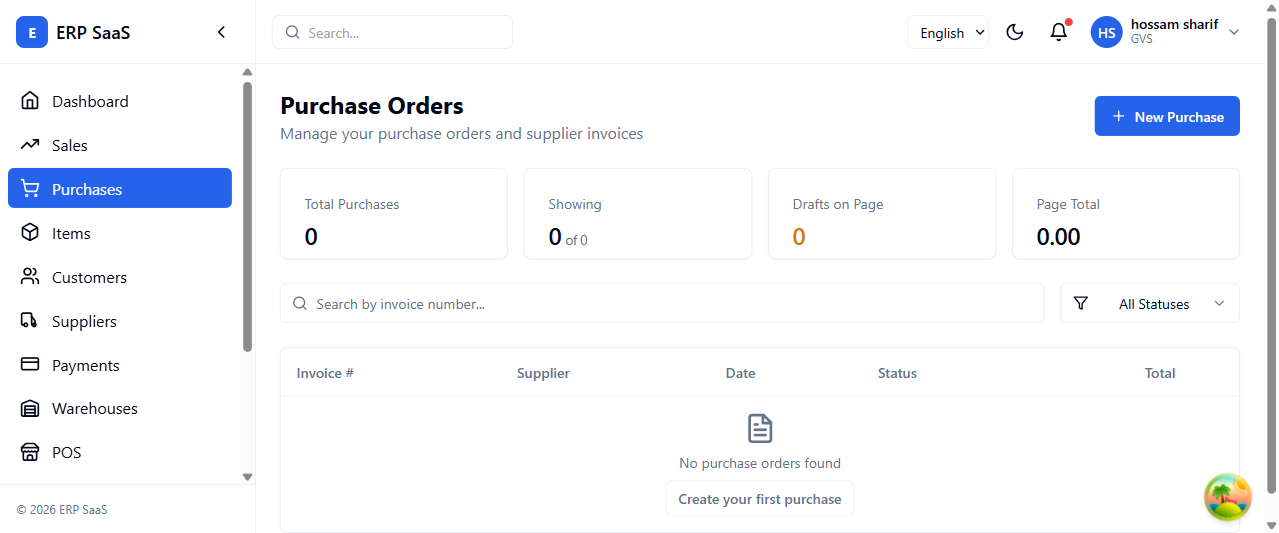 E ERP SaaS
Search...
English
HS
hossam sharif
GVS
Dashboard
Sales
Purchases
Items
Customers
Suppliers
Payments
Warehouses
POS
© 2026 ERP SaaS
Purchase Orders
Manage your purchase orders and supplier invoices
New Purchase
Total Purchases
0
Showing
0 of 0
Drafts on Page
0
Page Total
0.00
Search by invoice number...
All Statuses
Invoice # Supplier Date Status Total
No purchase orders found
Create your first purchase